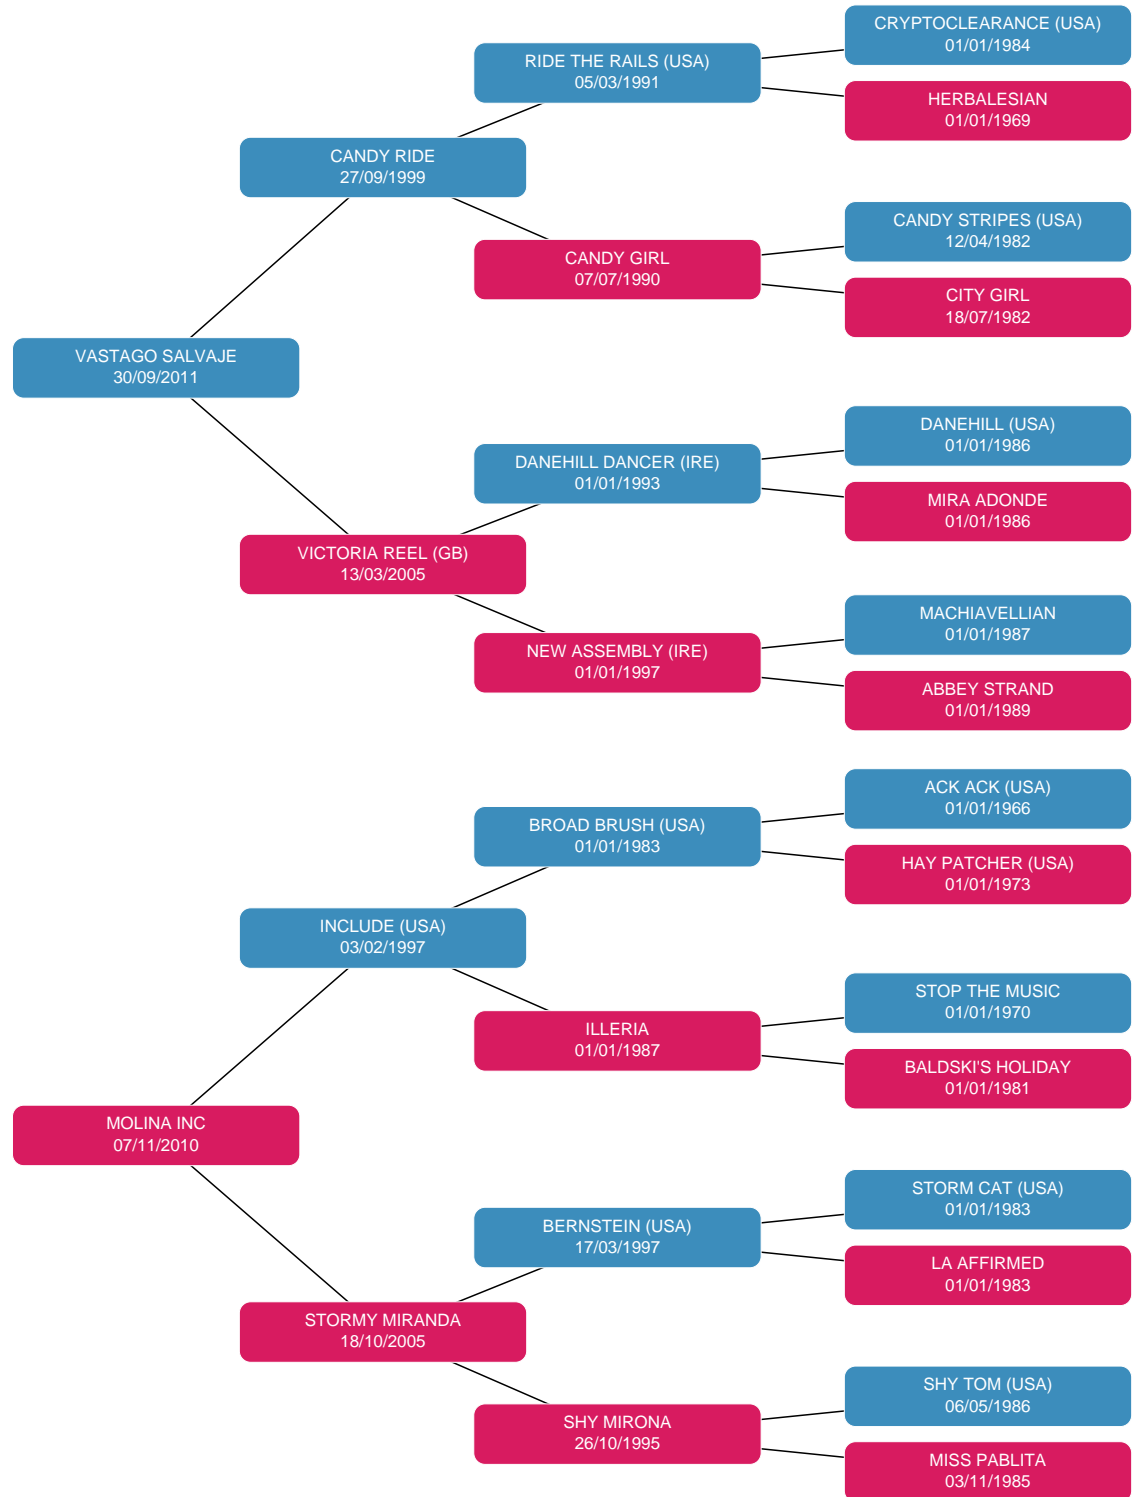 CRYPTOCLEARANCE (USA)
01/01/1984
RIDE THE RAILS (USA)
05/03/1991
HERBALESIAN
01/01/1969
CANDY RIDE
27/09/1999
CANDY STRIPES (USA)
12/04/1982
CANDY GIRL
07/07/1990
CITY GIRL
18/07/1982
VASTAGO SALVAJE
30/09/2011
DANEHILL (USA)
01/01/1986
DANEHILL DANCER (IRE)
01/01/1993
MIRA ADONDE
01/01/1986
VICTORIA REEL (GB)
13/03/2005
MACHIAVELLIAN
01/01/1987
NEW ASSEMBLY (IRE)
01/01/1997
ABBEY STRAND
01/01/1989
ACK ACK (USA)
01/01/1966
BROAD BRUSH (USA)
01/01/1983
HAY PATCHER (USA)
01/01/1973
INCLUDE (USA)
03/02/1997
STOP THE MUSIC
01/01/1970
ILLERIA
01/01/1987
BALDSKI'S HOLIDAY
01/01/1981
MOLINA INC
07/11/2010
STORM CAT (USA)
01/01/1983
BERNSTEIN (USA)
17/03/1997
LA AFFIRMED
01/01/1983
STORMY MIRANDA
18/10/2005
SHY TOM (USA)
06/05/1986
SHY MIRONA
26/10/1995
MISS PABLITA
03/11/1985